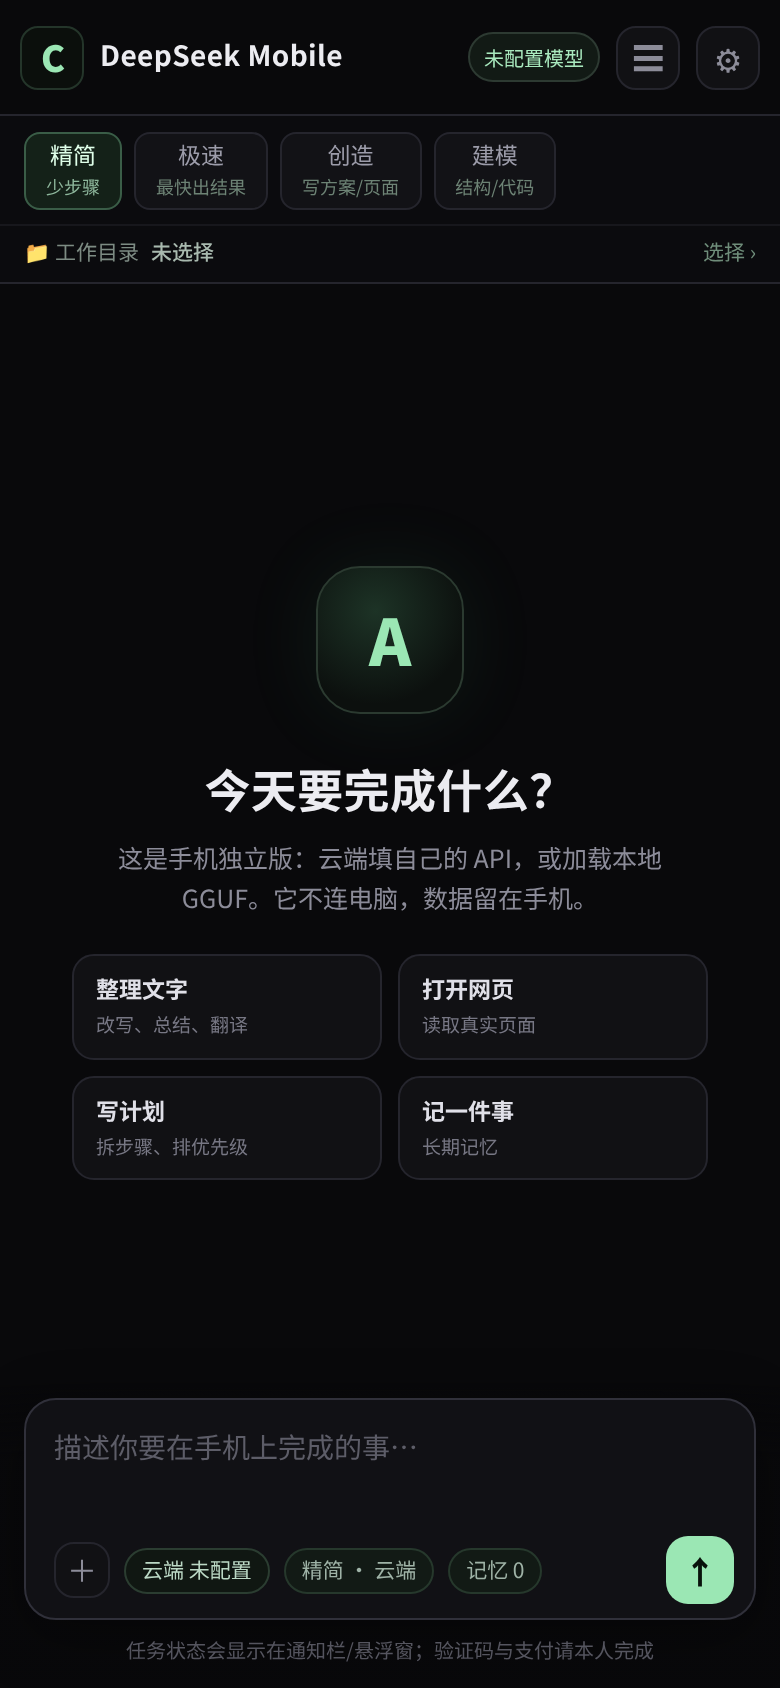 C DeepSeek Mobile 未配置模型 ☰ ⚙
精简 极速 创造 建模
少步骤 最快出结果 写方案/页面 结构/代码
📁 工作目录 未选择 选择 ›
A
今天要完成什么？
这是手机独立版：云端填自己的 API，或加载本地
GGUF。它不连电脑，数据留在手机。
整理文字 打开网页
改写、总结、翻译 读取真实页面
写计划 记一件事
拆步骤、排优先级 长期记忆
描述你要在手机上完成的事…
＋ 云端 未配置 精简 · 云端 记忆 0 ↑
任务状态会显示在通知栏/悬浮窗；验证码与支付请本人完成